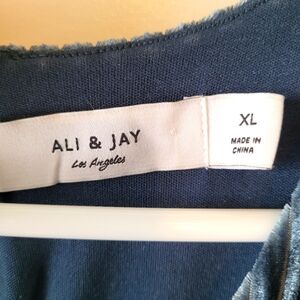 ALI & JAY
Los Angeles
XL
MADE IN
CHINA